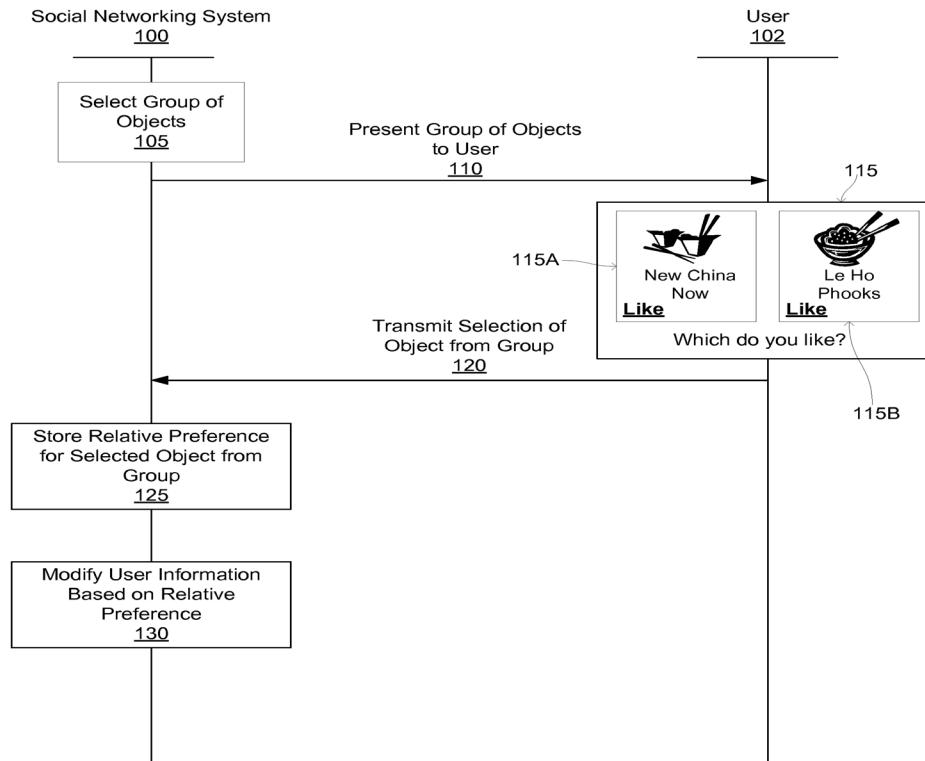 Social Networking System
100
User
102
Select Group of
Objects
105
Present Group of Objects
to User
110
115
115A
New China
Now
Like
Le Ho
Phooks
Like
Which do you like?
115B
Transmit Selection of
Object from Group
120
Store Relative Preference
for Selected Object from
Group
125
Modify User Information
Based on Relative
Preference
130